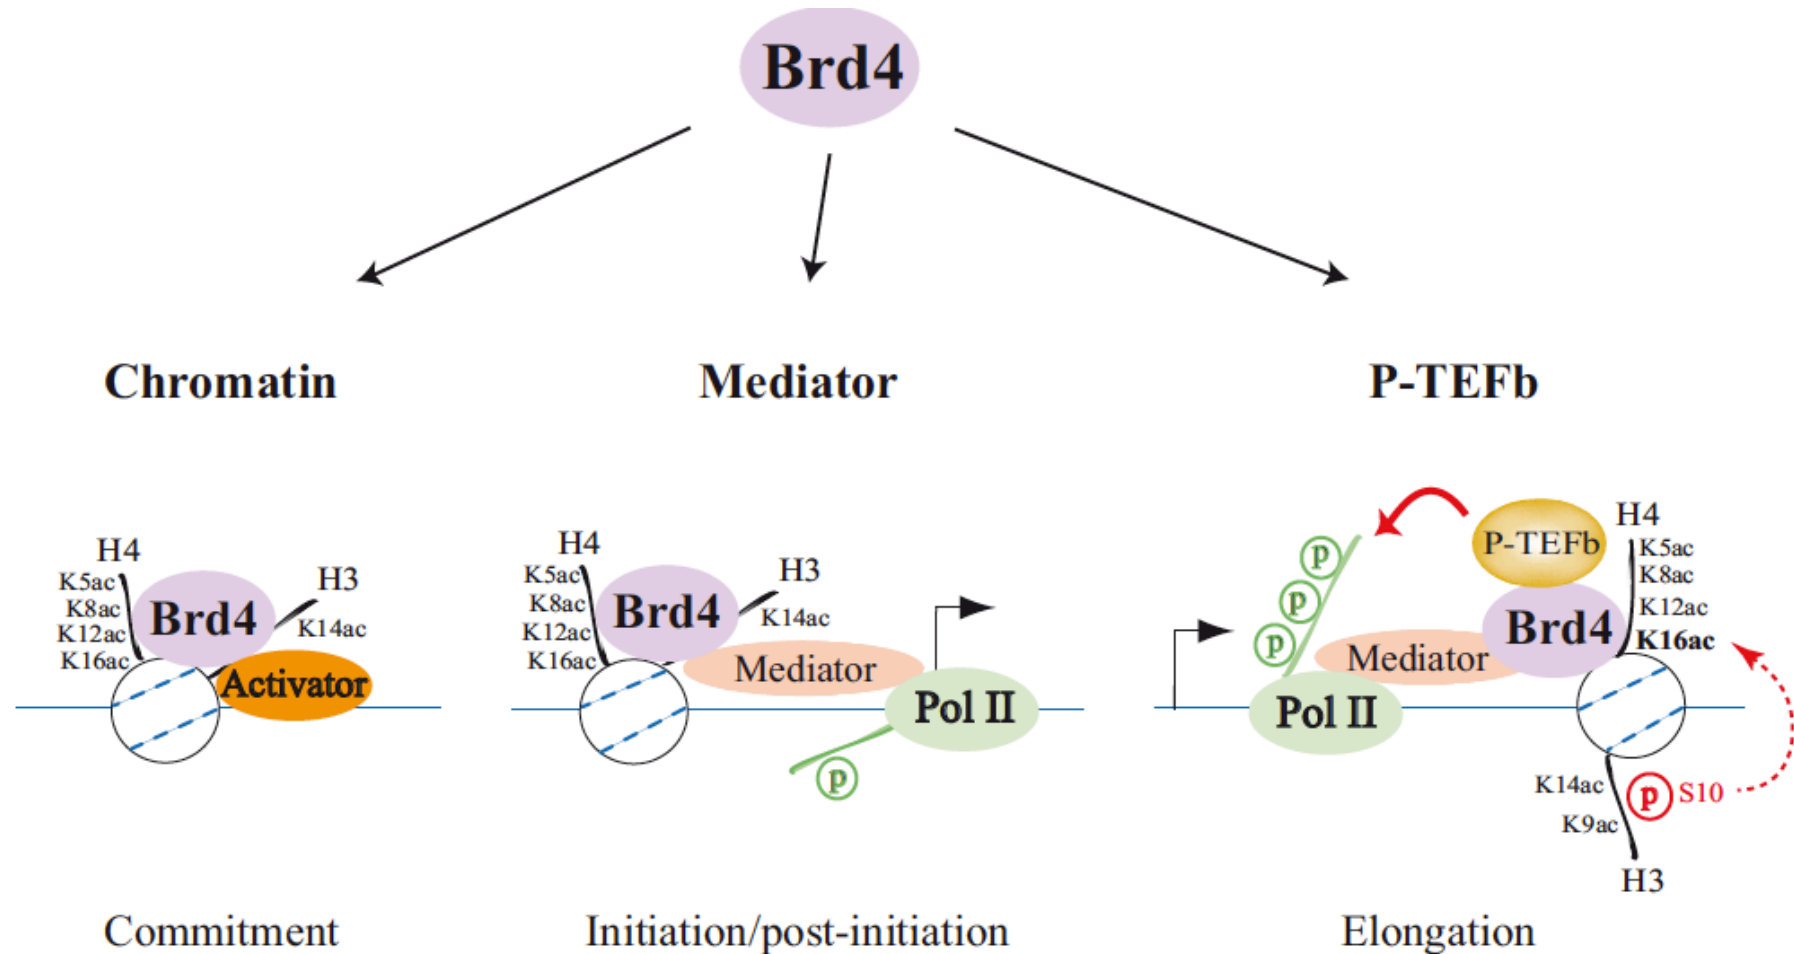 Brd4
Chromatin
Mediator
P-TEFb
H4
K5ac
K8ac
K12ac
K16ac
Brd4
H3
K14ac
Activator
H4
K5ac
K8ac
K12ac
K16ac
Brd4
H3
K14ac
Mediator
Pol II
p
P-TEFb
H4
K5ac
K8ac
K12ac
K16ac
p
p
p
Brd4
Mediator
Pol II
K14ac
p S10
K9ac
H3
Commitment
Initiation/post-initiation
Elongation